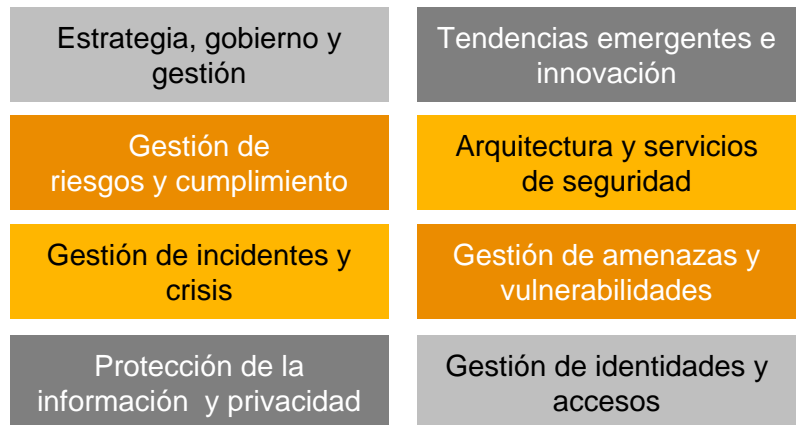 Estrategia, gobierno y
gestión
Tendencias emergentes e
innovación
Gestión de
riesgos y cumplimiento
Arquitectura y servicios
de seguridad
Gestión de incidentes y
crisis
Gestión de amenazas y
vulnerabilidades
Protección de la
información y privacidad
Gestión de identidades y
accesos